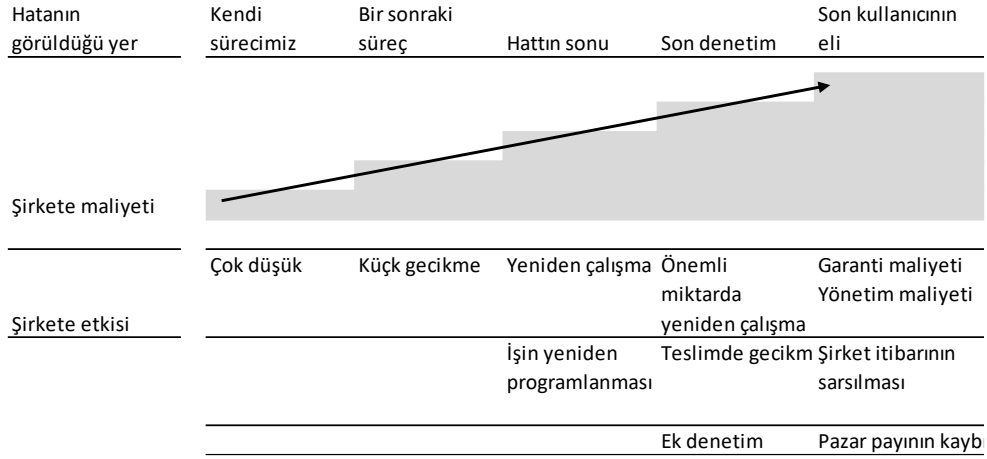 Hatanın
görüldüğü yer
Kendi
sürecimiz
Bir sonraki
süreç
Hattın sonu
Son denetim
Son kullanıcının
eli
Şirkete maliyeti
Şirkete etkisi
Çok düşük
Küçk gecikme
Yeniden çalışma
Önemli
miktarda
yeniden çalışma
Garanti maliyeti
Yönetim maliyeti
İşin yeniden
programlanması
Teslimde gecikm
Şirket itibarının
sarsılması
Ek denetim
Pazar payının kaybı